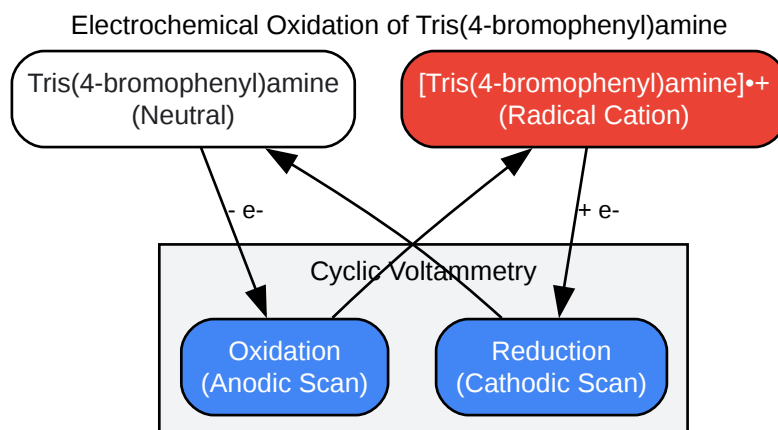 Electrochemical Oxidation of Tris(4-bromophenyl)amine
Tris(4-bromophenyl)amine
(Neutral)
[Tris(4-bromophenyl)amine]•+
(Radical Cation)
- e-
+ e-
Cyclic Voltammetry
Oxidation
(Anodic Scan)
Reduction
(Cathodic Scan)